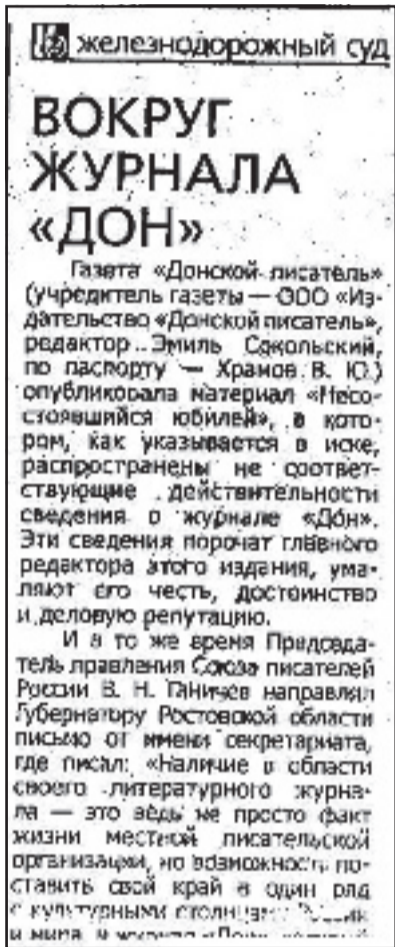 железнодорожный суд
ВОКРУГ
ЖУРНАЛА
«ДОН»
Газета «Донской писатель»
(учредитель газеты — ООО «Из-
дательство «Донской писатель»,
редактор Эмиль Сокольский,
по паспорту — Храмов В. Ю.)
опубликовала материал «Несо-
стоявшийся юбилей», в кото-
ром, как указывается в иске,
распространены не соответ-
ствующие действительности
сведения о журнале «Дон».
Эти сведения порочат главного
редактора этого издания, ума-
ляют его честь, достоинство
и деловую репутацию.
И в то же время Председа-
тель правления Союза писателей
России В. Н. Ганичев направлял
Губернатору Ростовской области
письмо от имени секретариата,
где писал: «Наличие в области
своего литературного журна-
ла — это ведь не просто факт
жизни местной писательской
организации, но возможность по-
ставить свой край в один ряд
с культурными столицами России
и мира, и журнал «Дон»